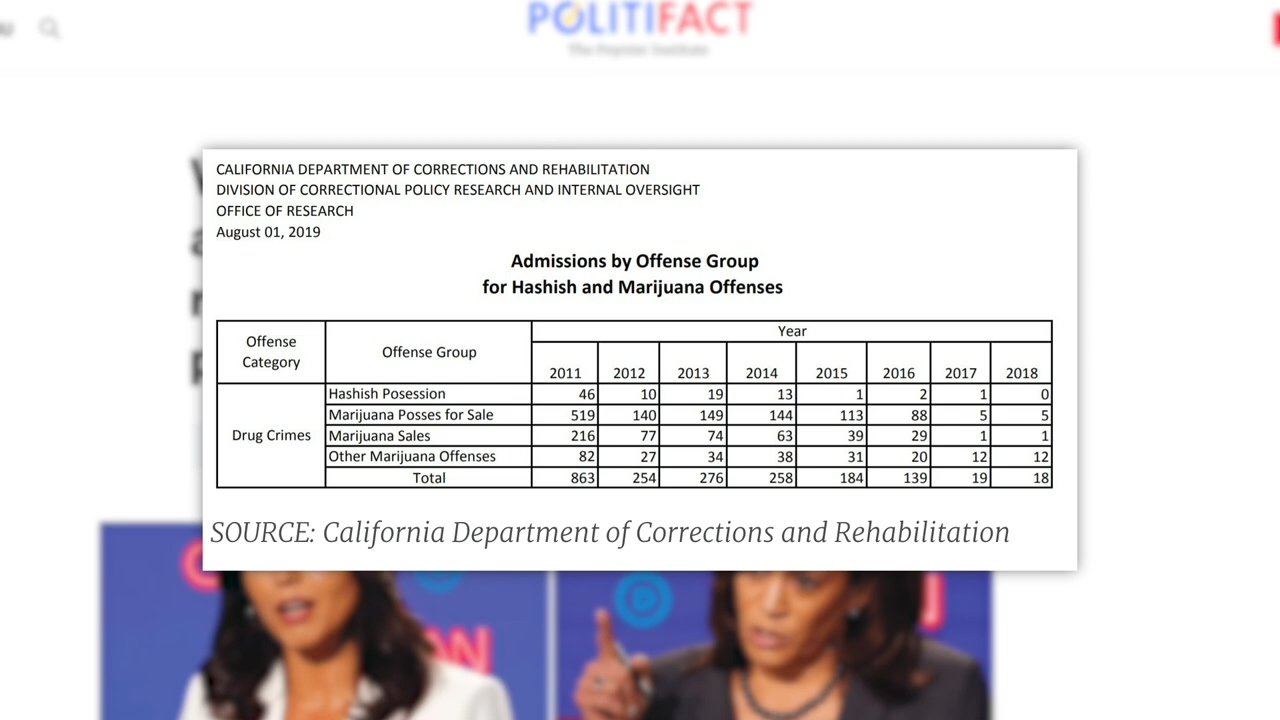 POLITIFACT
The Poynter Institute
CALIFORNIA DEPARTMENT OF CORRECTIONS AND REHABILITATION
DIVISION OF CORRECTIONAL POLICY RESEARCH AND INTERNAL OVERSIGHT
OFFICE OF RESEARCH
August 01, 2019
Admissions by Offense Group
for Hashish and Marijuana Offenses
Offense Category Offense Group Year
2011 2012 2013 2014 2015 2016 2017 2018
Drug Crimes
Hashish Posession 46 10 19 13 1 2 1 0
Marijuana Posses for Sale 519 140 149 144 113 88 5 5
Marijuana Sales 216 77 74 63 39 29 1 1
Other Marijuana Offenses 82 27 34 38 31 20 12 12
Total 863 254 276 258 184 139 19 18
SOURCE: California Department of Corrections and Rehabilitation